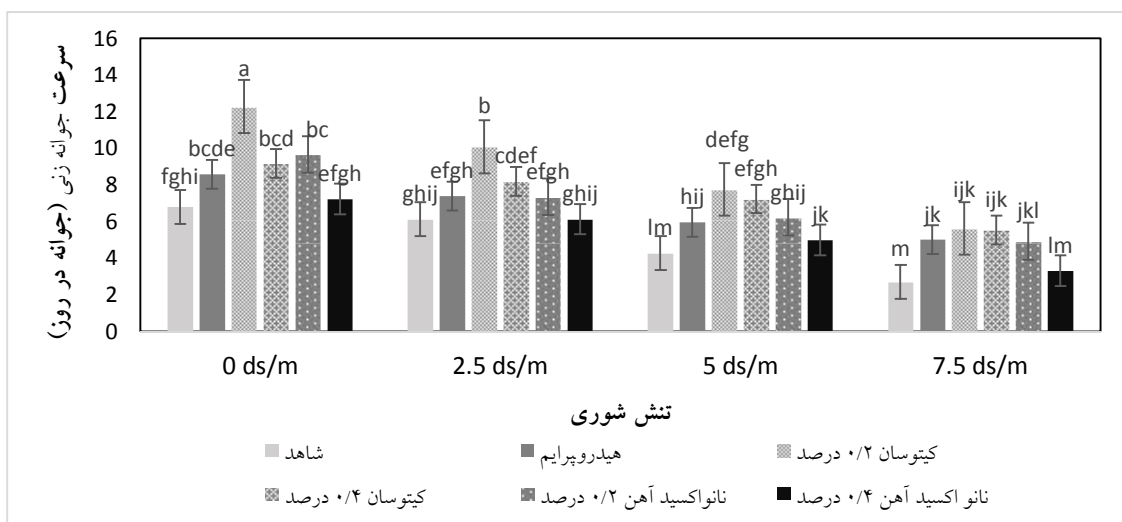 سرعت جوانه زنی (جوانه در روز)
16
14
12
10
8
6
4
2
0
fghi bcde a bcd bc efgh
ghij efgh b cdef efgh ghij
lm hij defg efgh ghij jk
m jk ijk ijk jkl lm
0 ds/m 2.5 ds/m 5 ds/m 7.5 ds/m
تنش شوری
شاهد هیدروپرایم کیتوسان ۰/۲ درصد
کیتوسان ۰/۴ درصد نانواکسید آهن ۰/۲ درصد نانو اکسید آهن ۰/۴ درصد